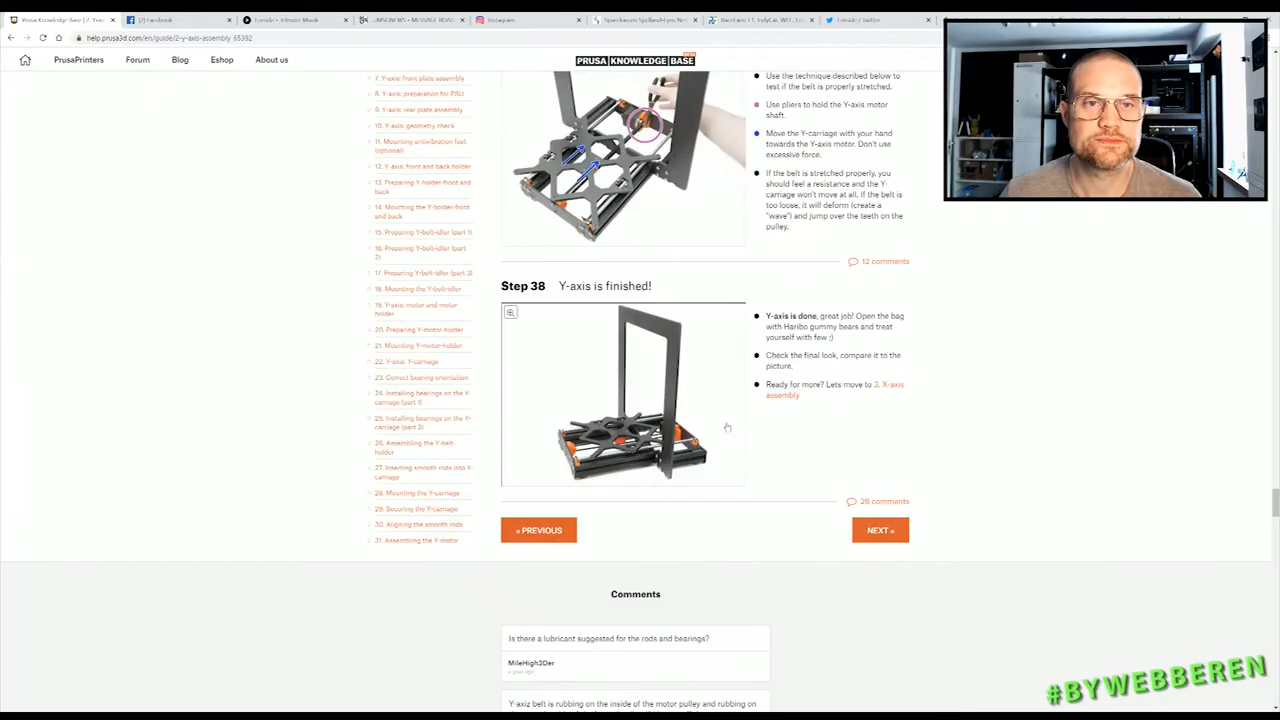 Prusa Knowledge Base | 2. Y-ax
Facebook
Instagram
Twitter
help.prusa3d.com/en/guide/2-y-axis-assembly_65392
PrusaPrinters
Forum
Blog
Eshop
About us
PRUSA KNOWLEDGE BASE
7. Y-axis: front plate assembly
8. Y-axis: preparation for PSU
9. Y-axis: rear plate assembly
10. Y-axis: geometry check
11. Mounting antivibration feet
(optional)
12. Y-axis: front and back holder
13. Preparing Y-holder-front and
back
14. Mounting the Y-holder-front
and back
15. Preparing Y-belt-idler (part 1)
16. Preparing Y-belt-idler (part
2)
17. Preparing Y-belt-idler (part 3)
18. Mounting the Y-belt-idler
19. Y-axis: motor and motor
holder
20. Preparing Y-motor-holder
21. Mounting Y-motor-holder
22. Y-axis: Y-carriage
23. Correct bearing orientation
24. Installing bearings on the Y-
carriage (part 1)
25. Installing bearings on the Y-
carriage (part 2)
26. Assembling the Y-belt-
holder
27. Inserting smooth rods into Y-
carriage
28. Mounting the Y-carriage
29. Securing the Y-carriage
30. Aligning the smooth rods
31. Assembling the Y-motor
Use the technique described below to
test if the belt is properly stretched.
Use pliers to hold the Y-axis motor
shaft.
Move the Y-carriage with your hand
towards the Y-axis motor. Don't use
excessive force.
If the belt is stretched properly, you
should feel a resistance and the Y-
carriage won't move at all. If the belt is
too loose, it will deform (create a
"wave") and jump over the teeth on the
pulley.
12 comments
Step 38 Y-axis is finished!
Y-axis is done, great job! Open the bag
with Haribo gummy bears and treat
yourself with few ;)
Check the final look, compare it to the
picture.
Ready for more? Lets move to 3. X-axis
assembly
26 comments
« PREVIOUS
NEXT »
Comments
Is there a lubricant suggested for the rods and bearings?
MileHigh3Der
a year ago
Y-axiz belt is rubbing on the inside of the motor pulley and rubbing on
#BYWEBBEREN